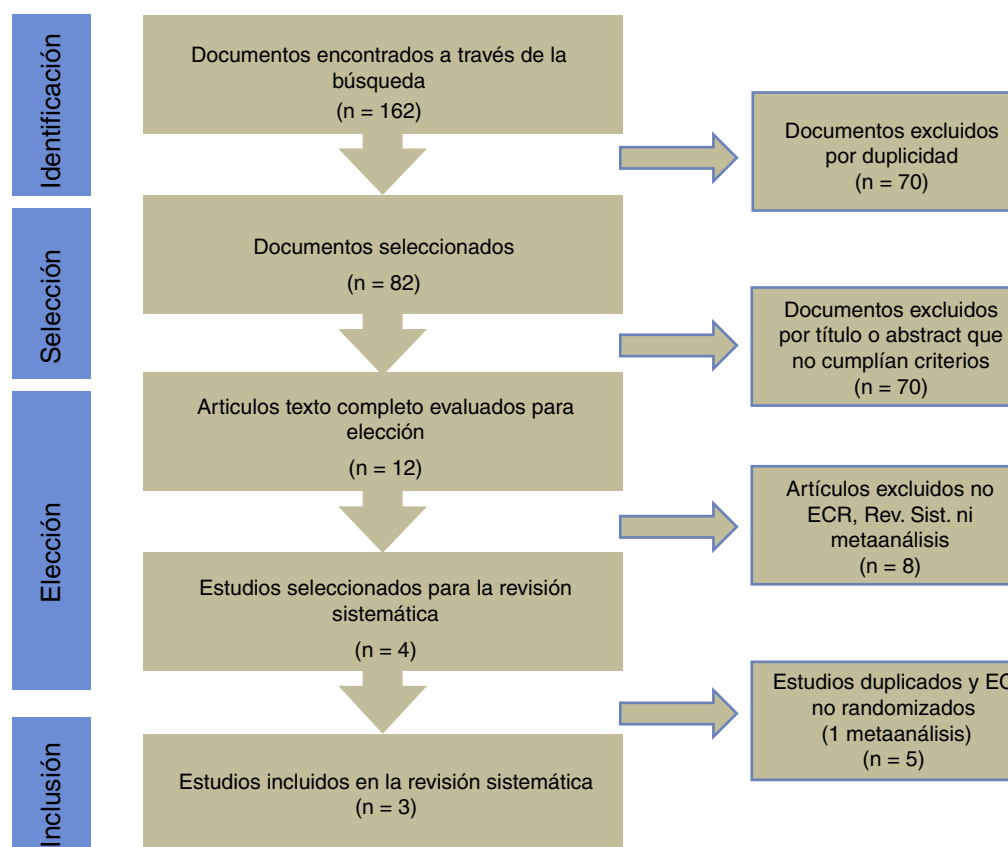 Identificación
Documentos encontrados a través de la
búsqueda
(n = 162)
Documentos excluidos
por duplicidad
(n = 70)
Selección
Documentos seleccionados
(n = 82)
Documentos excluidos
por título o abstract que
no cumplían criterios
(n = 70)
Elección
Articulos texto completo evaluados para
elección
(n = 12)
Artículos excluidos no
ECR, Rev. Sist. ni
metaanálisis
(n = 8)
Estudios seleccionados para la revisión
sistemática
(n = 4)
Estudios duplicados y
no randomizados
(1 metaanálisis)
(n = 5)
Inclusión
Estudios incluidos en la revisión sistemática
(n = 3)